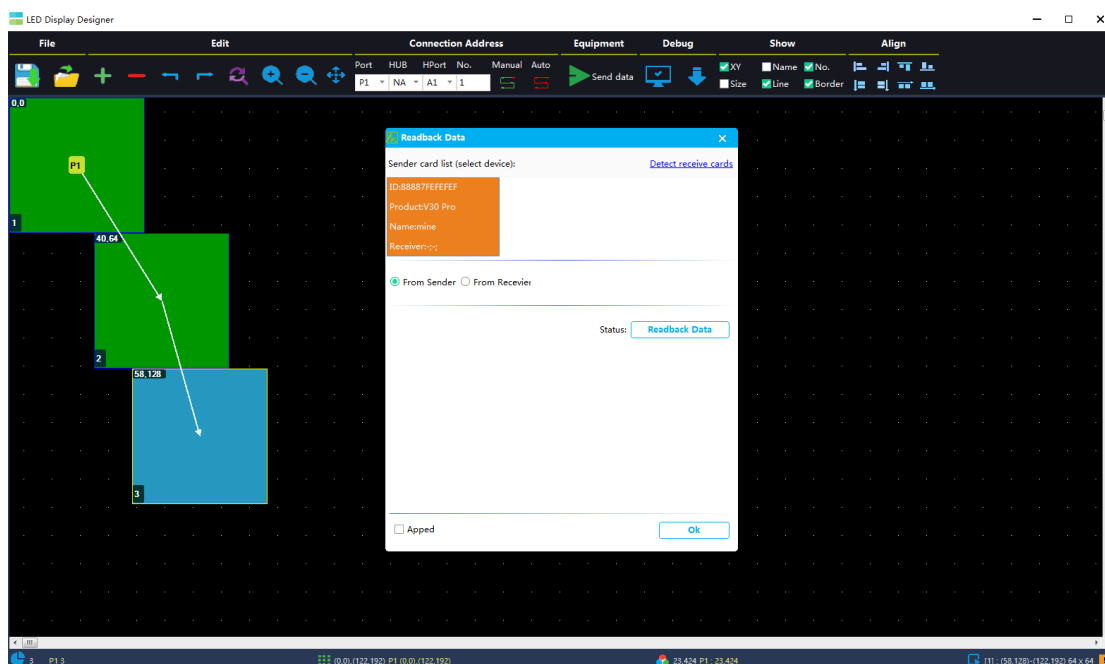 LED Display Designer
File Edit Connection Address Equipment Debug Show Align
Port HUB HPort No. Manual Auto
P1 NA A1 1
Send data
XY Name No.
Size Line Border
0,0
P1
1
40,64
2
58,128
3
Readback Data
Sender card list (select device): Detect receive cards
ID:88887FEFEFEF
Product:V30 Pro
Name:mine
Receiver:-;-;
From Sender From Recevier
Status: Readback Data
Apped Ok
3 P1 3 (0,0),(122,192) P1 (0,0),(122,192) 23,424 P1 : 23,424 [1] : (58,128)-(122,192) 64 x 64